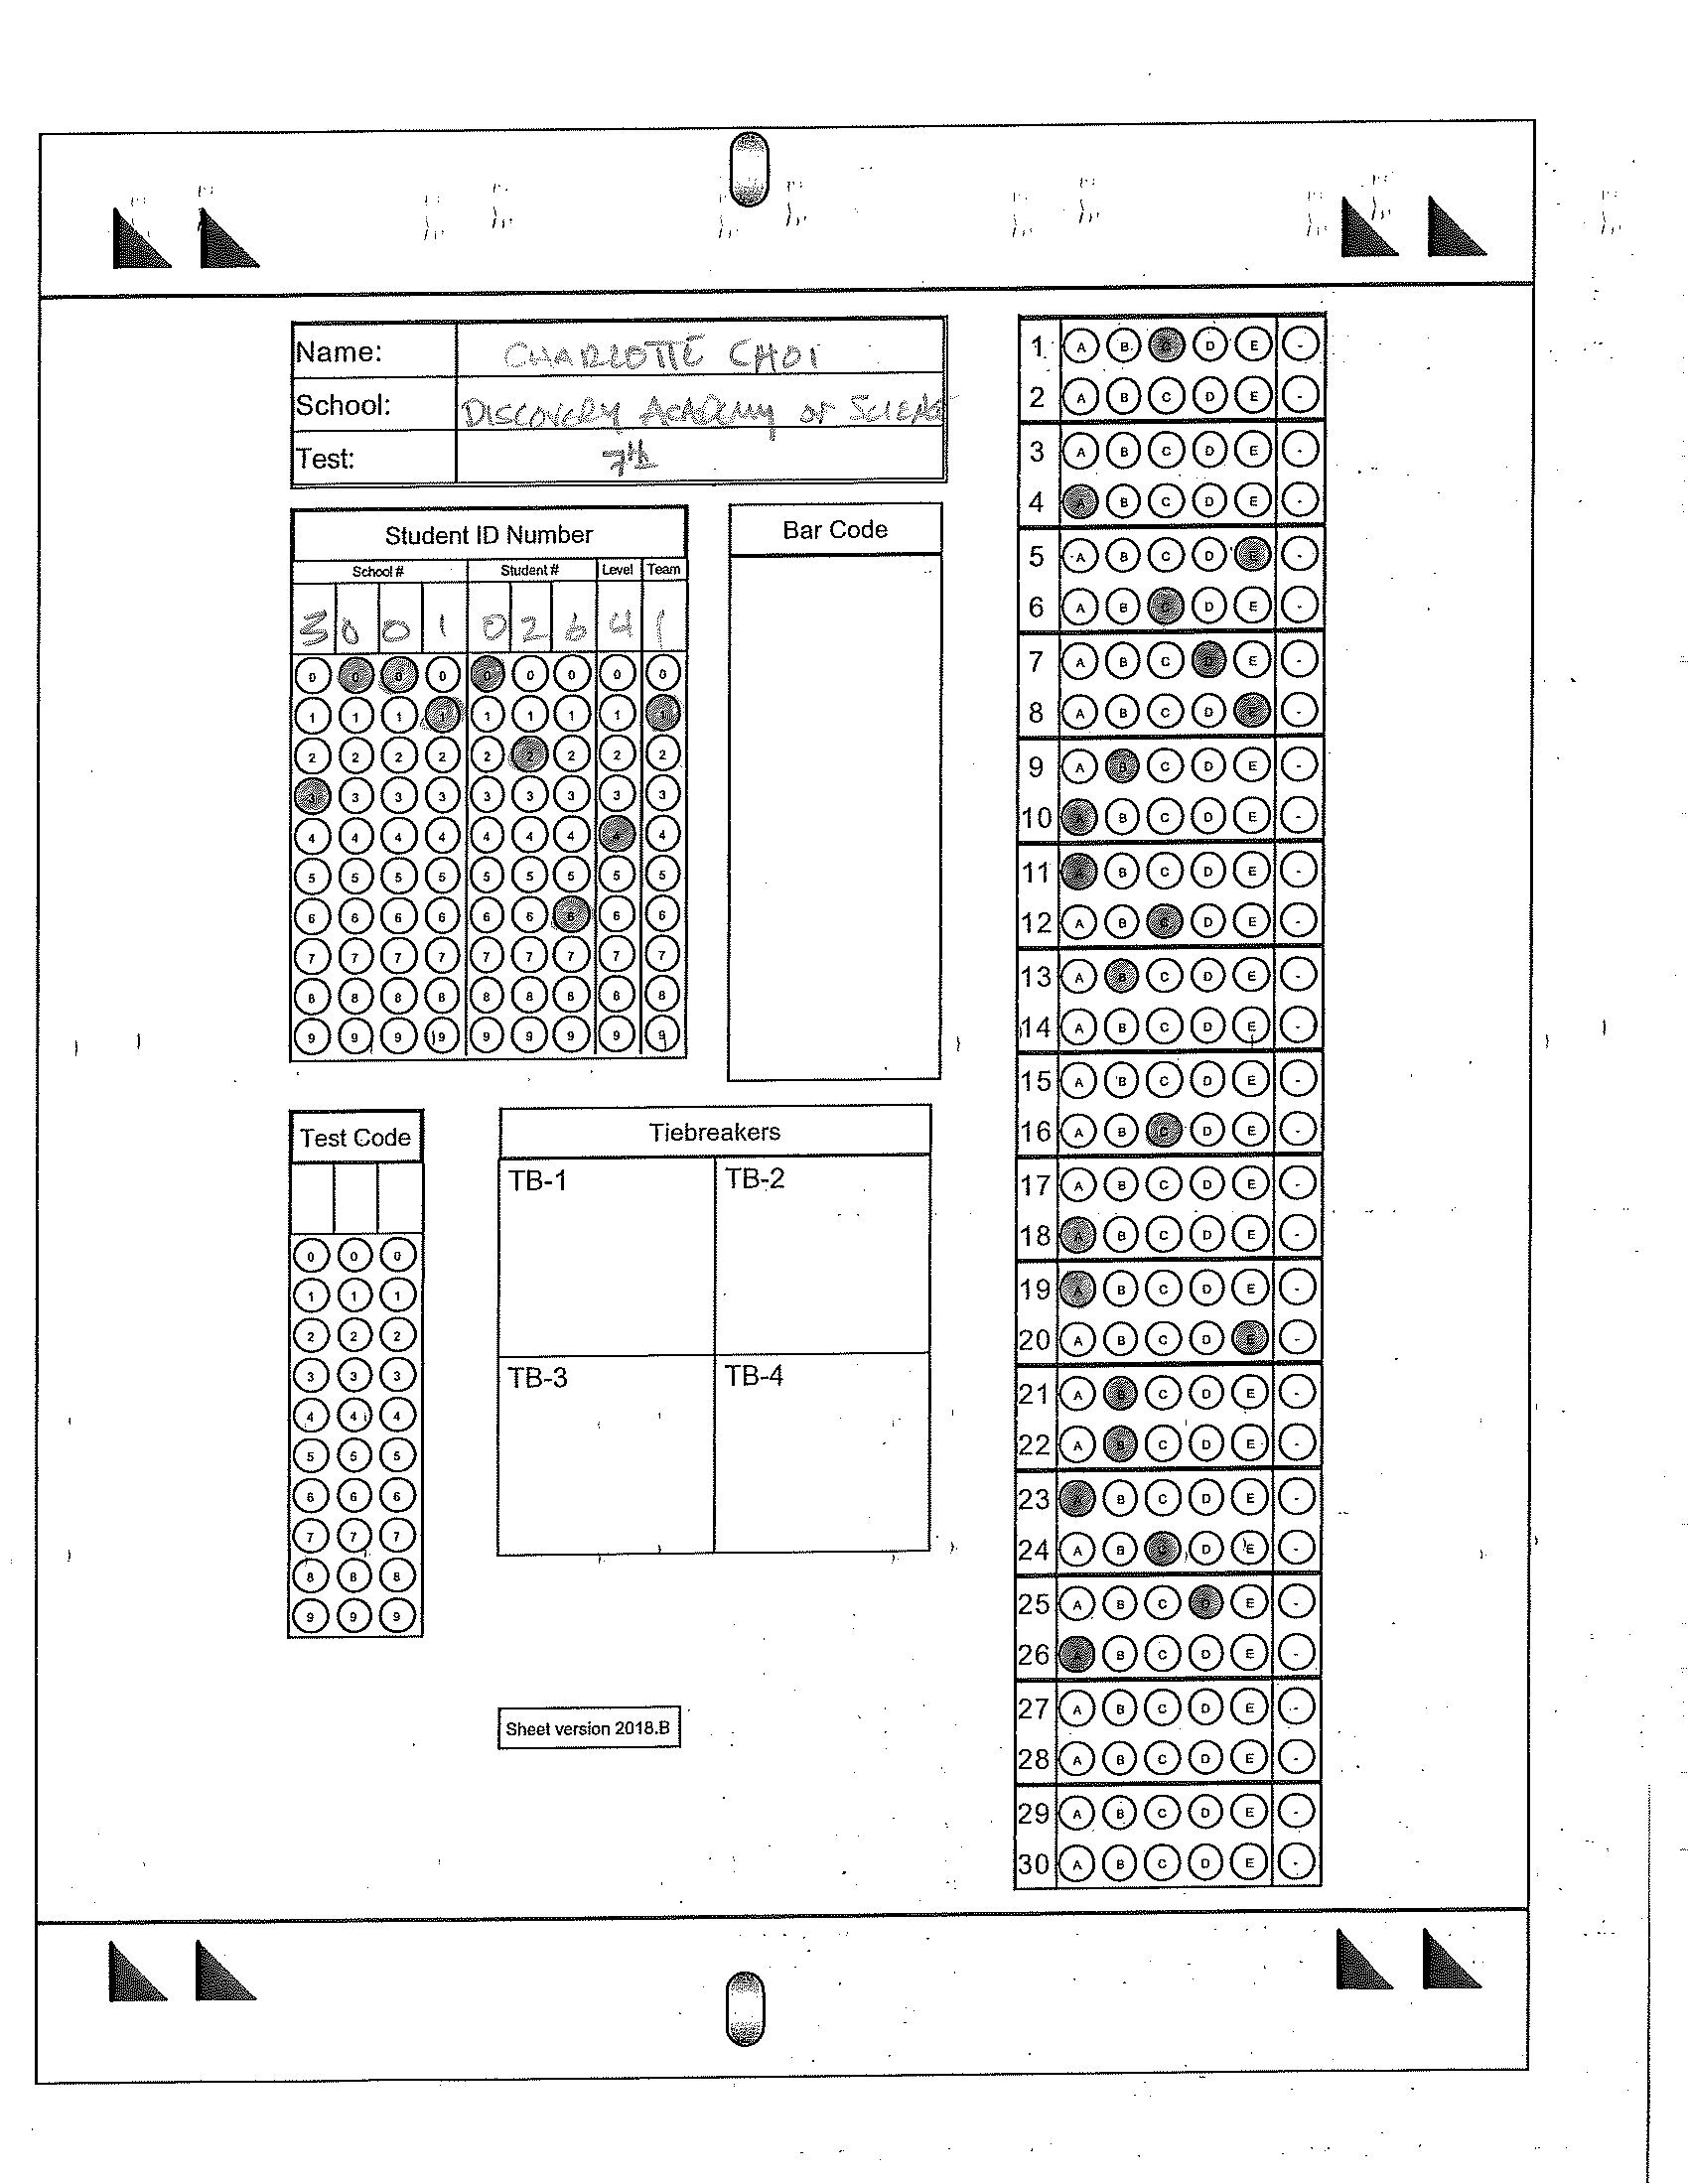 Name: CHARLOTTE CHOI
School: DISCOVERY ACADEMY OF SCIENCE
Test: 7th
Student ID Number
School # Student # Level Team
3 0 0 1 0 2 6 4 1
0 0 0 0 0 0 0 0 0
1 1 1 1 1 1 1 1 1
2 2 2 2 2 2 2 2 2
3 3 3 3 3 3 3 3 3
4 4 4 4 4 4 4 4 4
5 5 5 5 5 5 5 5 5
6 6 6 6 6 6 6 6 6
7 7 7 7 7 7 7 7 7
8 8 8 8 8 8 8 8 8
9 9 9 9 9 9 9 9 9
Bar Code
Test Code
0 0 0
1 1 1
2 2 2
3 3 3
4 4 4
5 5 5
6 6 6
7 7 7
8 8 8
9 9 9
Tiebreakers
TB-1 TB-2
TB-3 TB-4
Sheet version 2018.B
1 A B C D E -
2 A B C D E -
3 A B C D E -
4 A B C D E -
5 A B C D E -
6 A B C D E -
7 A B C D E -
8 A B C D E -
9 A B C D E -
10 A B C D E -
11 A B C D E -
12 A B C D E -
13 A B C D E -
14 A B C D E -
15 A B C D E -
16 A B C D E -
17 A B C D E -
18 A B C D E -
19 A B C D E -
20 A B C D E -
21 A B C D E -
22 A B C D E -
23 A B C D E -
24 A B C D E -
25 A B C D E -
26 A B C D E -
27 A B C D E -
28 A B C D E -
29 A B C D E -
30 A B C D E -